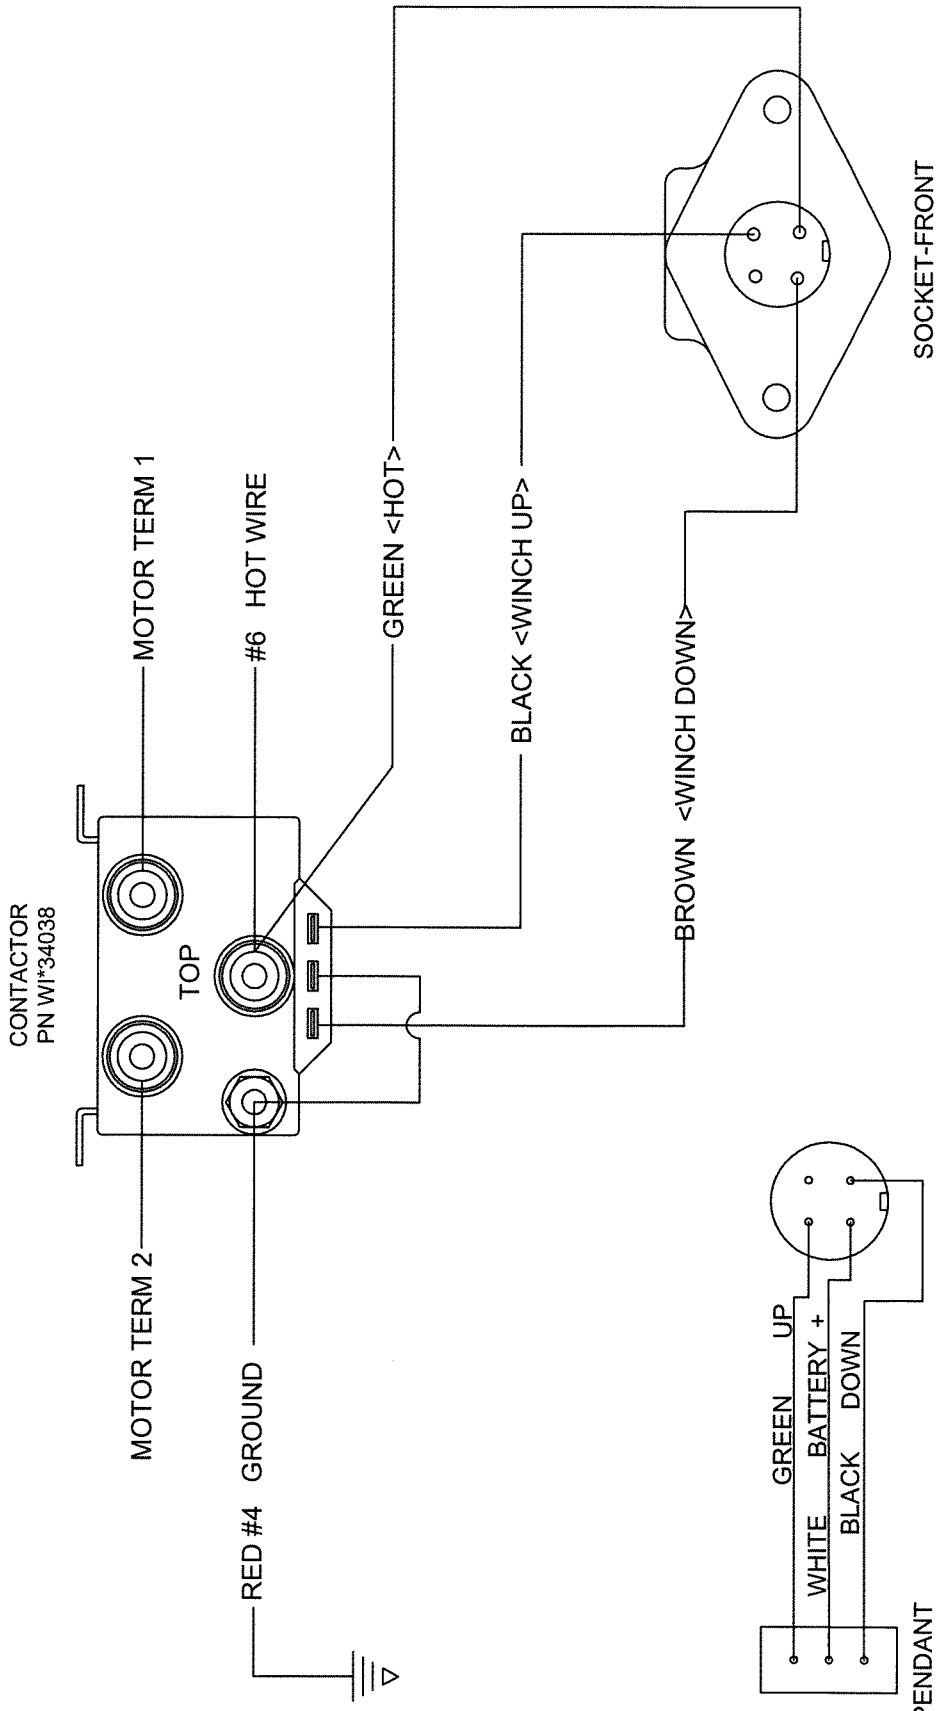 CONTACTOR
PN WI*34038
MOTOR TERM 2
MOTOR TERM 1
TOP
RED #4 GROUND
#6 HOT WIRE
GREEN <HOT>
BLACK <WINCH UP>
BROWN <WINCH DOWN>
SOCKET-FRONT
GREEN UP
WHITE BATTERY +
BLACK DOWN
PENDANT